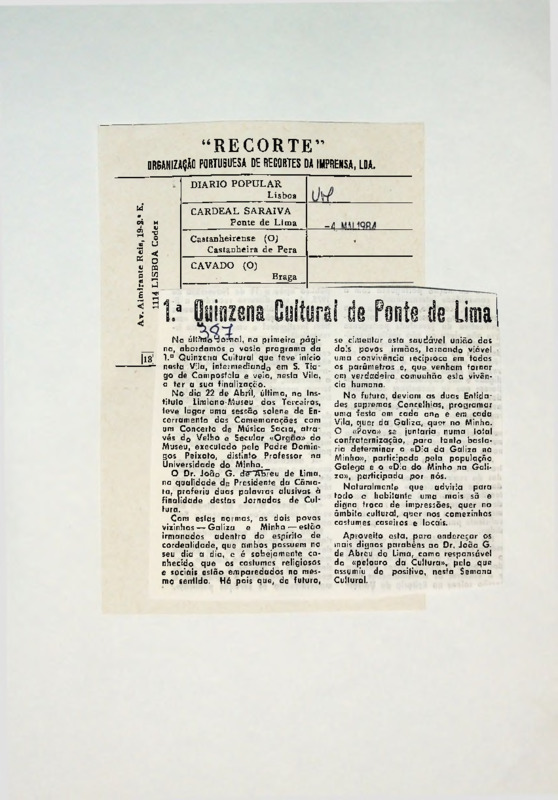 "RECORTE"
ORGANIZAÇÃO PORTUGUESA DE RECORTES DA IMPRENSA, LDA.
Av. Almirante Reis, 19-2.º E.
1114 LISBOA Codex
DIARIO POPULAR
Lisboa
CARDEAL SARAIVA
Ponte de Lima
-4 MAI 1984
Castanheirense (O)
Castanheira de Pera
CAVADO (O)
Braga
18
1.ª Quinzena Cultural de Ponte de Lima
387
No último jornal, na primeira pági-
na, abordamos o vasto programa da
1.ª Quinzena Cultural que teve início
nesta Vila, intermediando em S. Tia-
go de Compostela e veio, nesta Vila,
a ter a sua finalização.
No dia 22 de Abril, último, no Ins-
tituto Limiano-Museu dos Terceiros,
teve lugar uma sessão solene de En-
cerramento das Comemorações com
um Concerto de Música Sacra, atra-
vés do Velho e Secular «Orgão» do
Museu, executado pelo Padre Domin-
gos Peixoto, distinto Professor na
Universidade do Minho.
O Dr. João G. de Abreu de Lima,
na qualidade de Presidente da Câma-
ra, proferiu duas palavras alusivas à
finalidade destas Jornadas de Cul-
tura.
Com estas normas, os dois povos
vizinhos — Galiza e Minho — estão
irmanados adentro do espírito de
cordealidade, que ambos possuem no
seu dia a dia, e é sobejamente co-
nhecido que os costumes religiosos
e sociais estão emparedados no mes-
mo sentido. Há pois que, de futuro,
se cimentar esta saudável união dos
dois povos irmãos, tornando viável
uma convivência recíproca em todos
os parâmetros e, que venham tornar
em verdadeira comunhão esta vivên-
cia humana.
No futuro, deviam as duas Entida-
des supremas Concelhias, programar
uma festa em cada ano e em cada
Vila, quer da Galiza, quer no Minho.
O «Povo» se juntaria numa total
confraternização, para tanto basta-
ria determinar o «Dia da Galiza no
Minho», participada pela população
Galega e o «Dia do Minho na Gali-
za», participada por nós.
Naturalmente que adviria para
todo o habitante uma mais sã e
digna troca de impressões, quer no
âmbito cultural, quer nos comezinhos
costumes caseiros e locais.
Aproveito esta, para endereçar os
mais dignos parabéns ao Dr. João G.
de Abreu do Lima, como responsável
do «pelouro da Cultura», pelo que
assumiu de positivo, nesta Semana
Cultural.